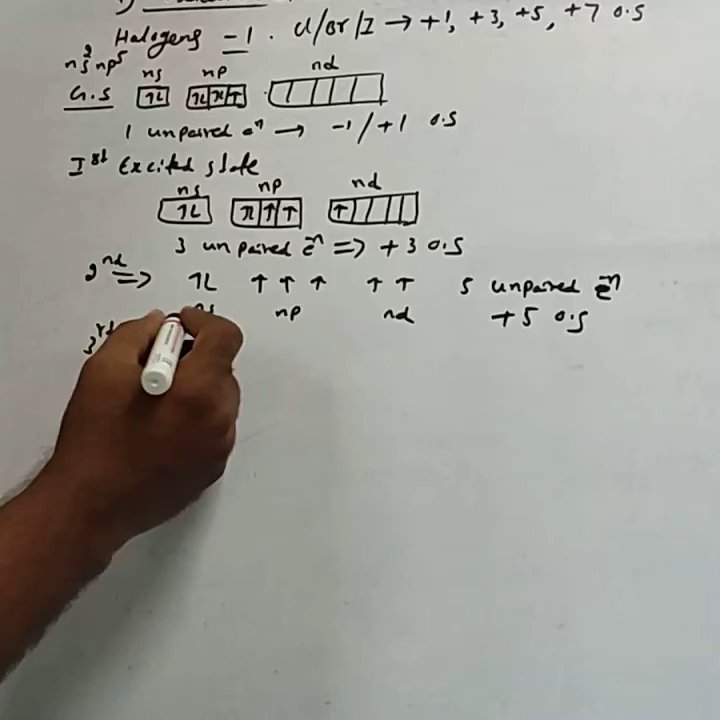 Halogens -1. Cl/Br/I → +1, +3, +5, +7 O.S
ns² np⁵
ns np nd
G.S ↑↓ ↑↓ ↑↓ ↑
1 unpaired e⁻n → -1/+1 O.S
Iˢᵗ Excited state
ns np nd
↑↓ ↑↓ ↑ ↑ ↑
3 unpaired e⁻n => +3 O.S
2ⁿᵈ => ↑↓ ↑ ↑ ↑ ↑ ↑ 5 unpaired e⁻n
ns np nd +5 O.S
3ʳᵈ